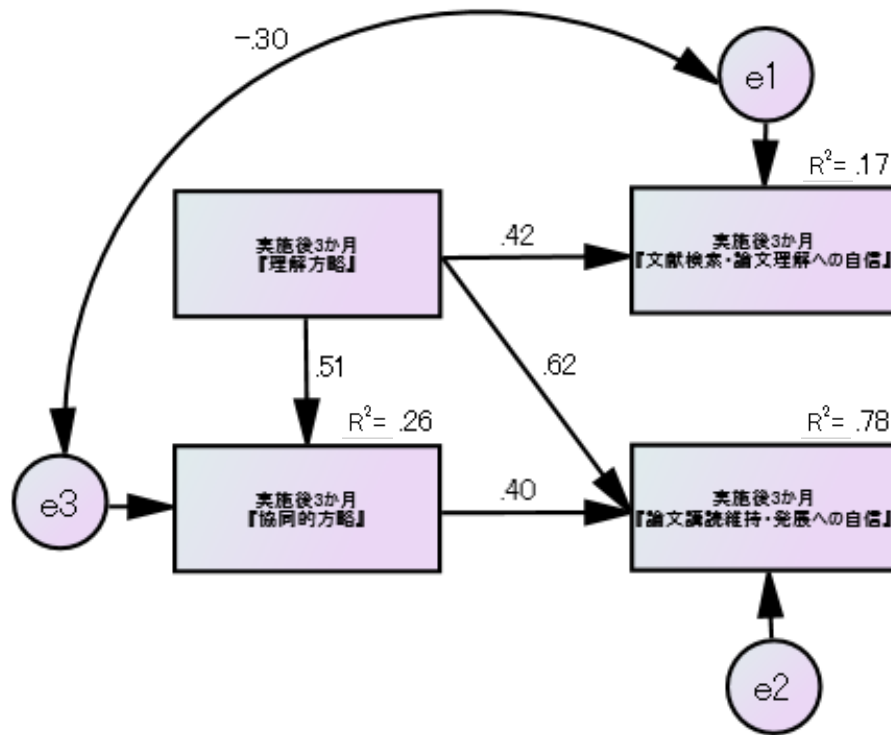 -.30
e1
R²= .17
実施後3か月
『理解方略』
.42
実施後3か月
『文献検索・論文理解への自信』
.51
.62
R²= .26
R²= .78
e3
実施後3か月
『協同的方略』
.40
実施後3か月
『論文講読維持・発展への自信』
e2